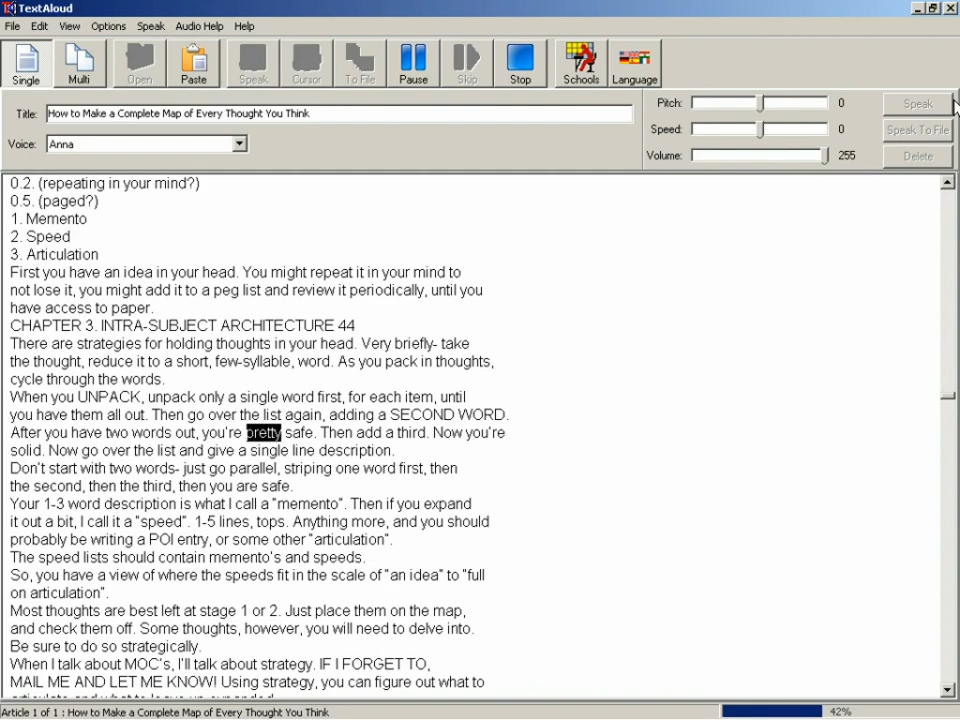 TextAloud
File Edit View Options Speak Audio Help Help
Single Multi Open Paste Speak Cursor To File Pause Skip Stop Schools Language
Title: How to Make a Complete Map of Every Thought You Think
Voice: Anna
Pitch: 0 Speak
Speed: 0 Speak To File
Volume: 255 Delete
0.2. (repeating in your mind?)
0.5. (paged?)
1. Memento
2. Speed
3. Articulation
First you have an idea in your head. You might repeat it in your mind to
not lose it, you might add it to a peg list and review it periodically, until you
have access to paper.
CHAPTER 3. INTRA-SUBJECT ARCHITECTURE 44
There are strategies for holding thoughts in your head. Very briefly- take
the thought, reduce it to a short, few-syllable, word. As you pack in thoughts,
cycle through the words.
When you UNPACK, unpack only a single word first, for each item, until
you have them all out. Then go over the list again, adding a SECOND WORD.
After you have two words out, you're pretty safe. Then add a third. Now you're
solid. Now go over the list and give a single line description.
Don't start with two words- just go parallel, striping one word first, then
the second, then the third, then you are safe.
Your 1-3 word description is what I call a "memento". Then if you expand
it out a bit, I call it a "speed". 1-5 lines, tops. Anything more, and you should
probably be writing a POI entry, or some other "articulation".
The speed lists should contain memento's and speeds.
So, you have a view of where the speeds fit in the scale of "an idea" to "full
on articulation".
Most thoughts are best left at stage 1 or 2. Just place them on the map,
and check them off. Some thoughts, however, you will need to delve into.
Be sure to do so strategically.
When I talk about MOC's, I'll talk about strategy. IF I FORGET TO,
MAIL ME AND LET ME KNOW! Using strategy, you can figure out what to
articulate and what to leave un-expanded.
Article 1 of 1 : How to Make a Complete Map of Every Thought You Think 42%